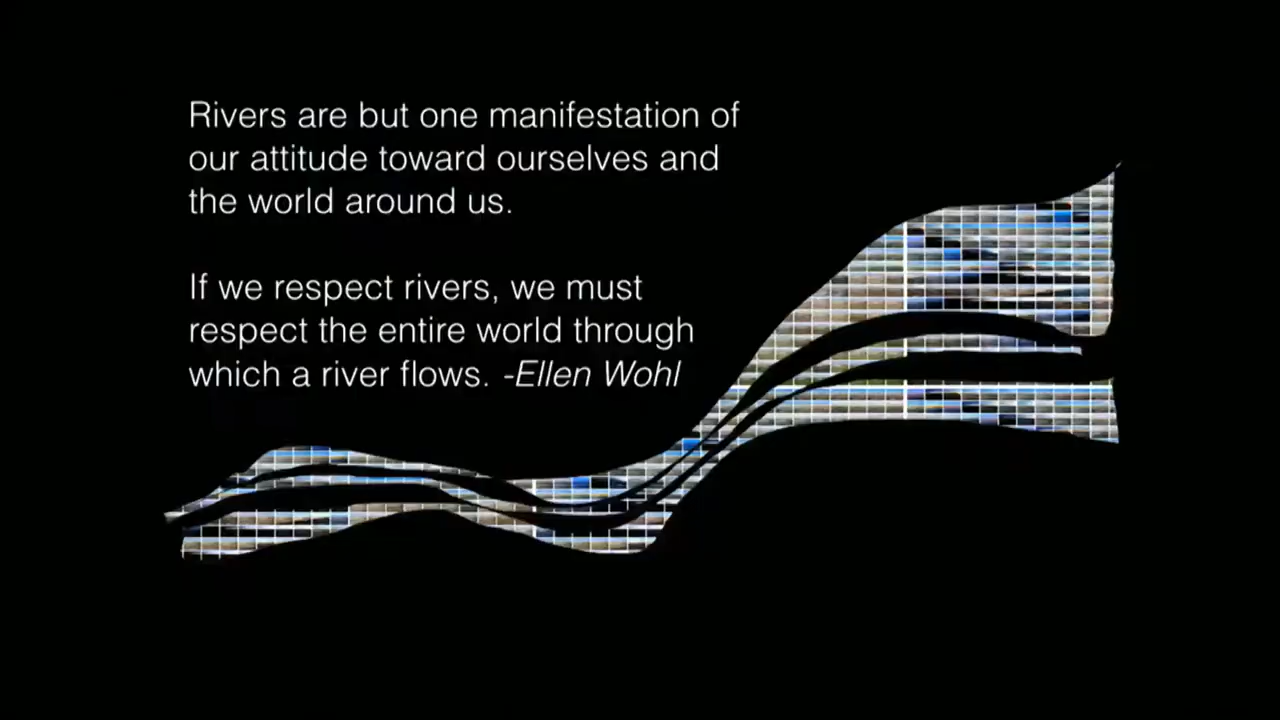 Rivers are but one manifestation of
our attitude toward ourselves and
the world around us.
If we respect rivers, we must
respect the entire world through
which a river flows. -Ellen Wohl